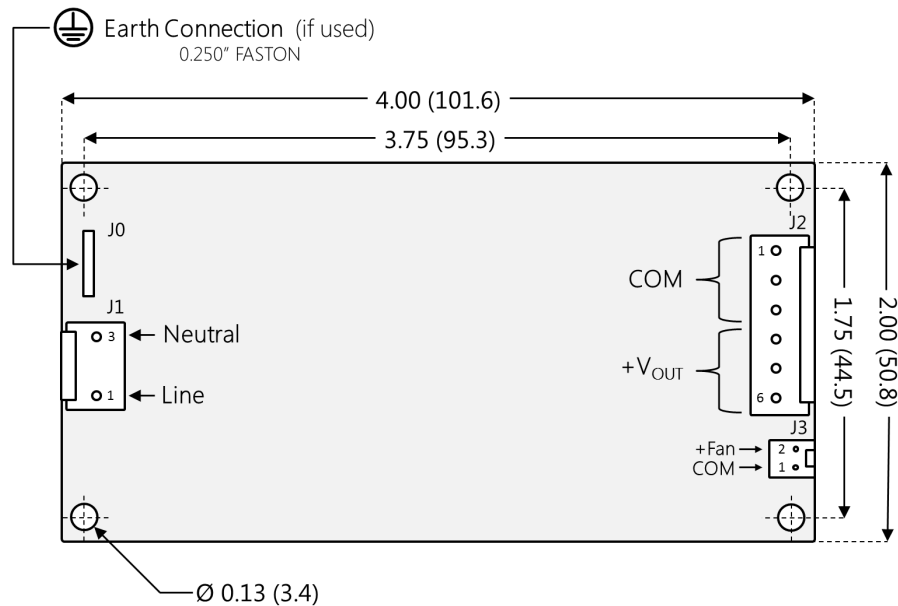 Earth Connection (if used)
0.250" FASTON
4.00 (101.6)
3.75 (95.3)
J0
J1
3
Neutral
1
Line
J2
1
COM
+VOUT
6
J3
+Fan
2
COM
1
1.75 (44.5)
2.00 (50.8)
Ø 0.13 (3.4)